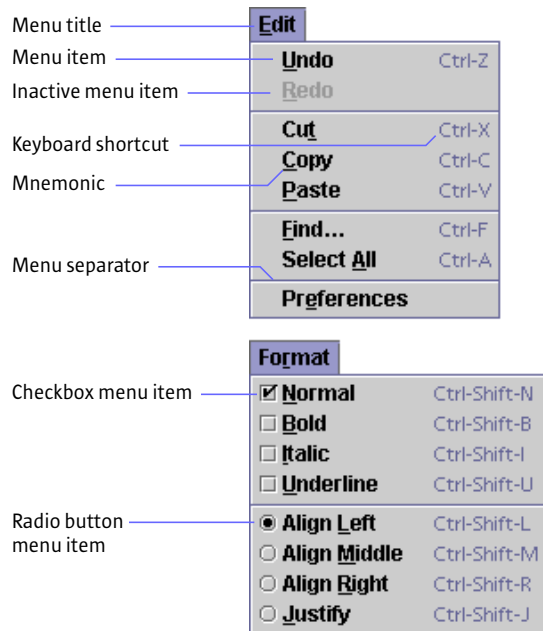 Menu title
Edit
Menu item
Undo Ctrl-Z
Inactive menu item
Redo
Cut Ctrl-X
Keyboard shortcut
Copy Ctrl-C
Mnemonic
Paste Ctrl-V
Find... Ctrl-F
Select All Ctrl-A
Menu separator
Preferences
Format
Checkbox menu item
Normal Ctrl-Shift-N
Bold Ctrl-Shift-B
Italic Ctrl-Shift-I
Underline Ctrl-Shift-U
Radio button
menu item
Align Left Ctrl-Shift-L
Align Middle Ctrl-Shift-M
Align Right Ctrl-Shift-R
Justify Ctrl-Shift-J